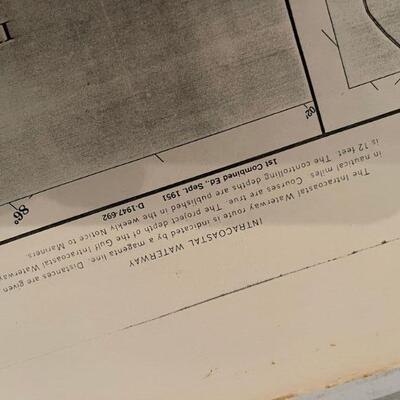 INTRACOASTAL WATERWAY
The Intracoastal Waterway route is indicated by a magenta line. Distances are given
in nautical miles. Courses are true. The project depth of the Gulf Intracoastal Waterway
is 12 feet. The controlling depths are published in the weekly Notice to Mariners.
1st Combined Ed., Sept. 1951 D-1947-692
86°